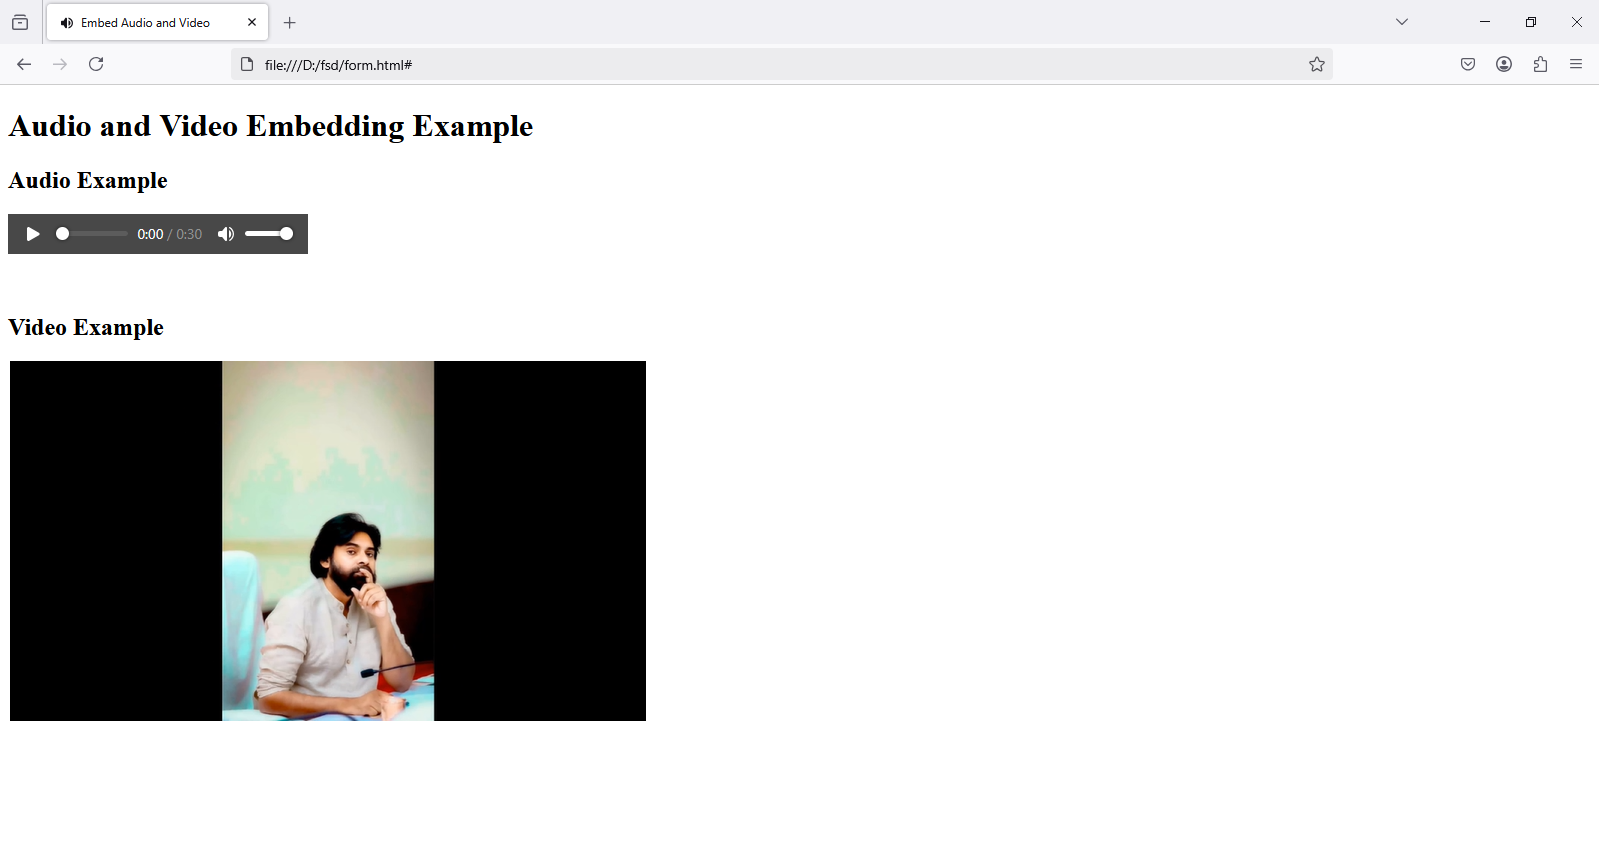 Embed Audio and Video
file:///D:/fsd/form.html#
Audio and Video Embedding Example
Audio Example
0:00 / 0:30
Video Example